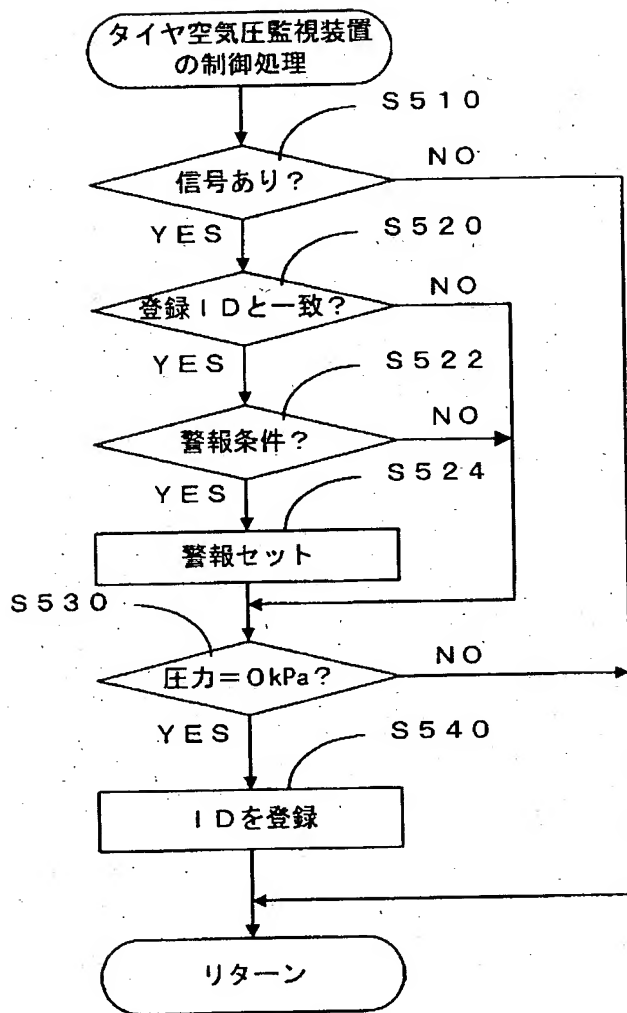 タイヤ空気圧監視装置
の制御処理
S510
信号あり?
NO
YES
S520
登録IDと一致?
NO
YES
S522
警報条件?
NO
YES
S524
警報セット
S530
圧力=0kPa?
NO
YES
S540
IDを登録
リターン